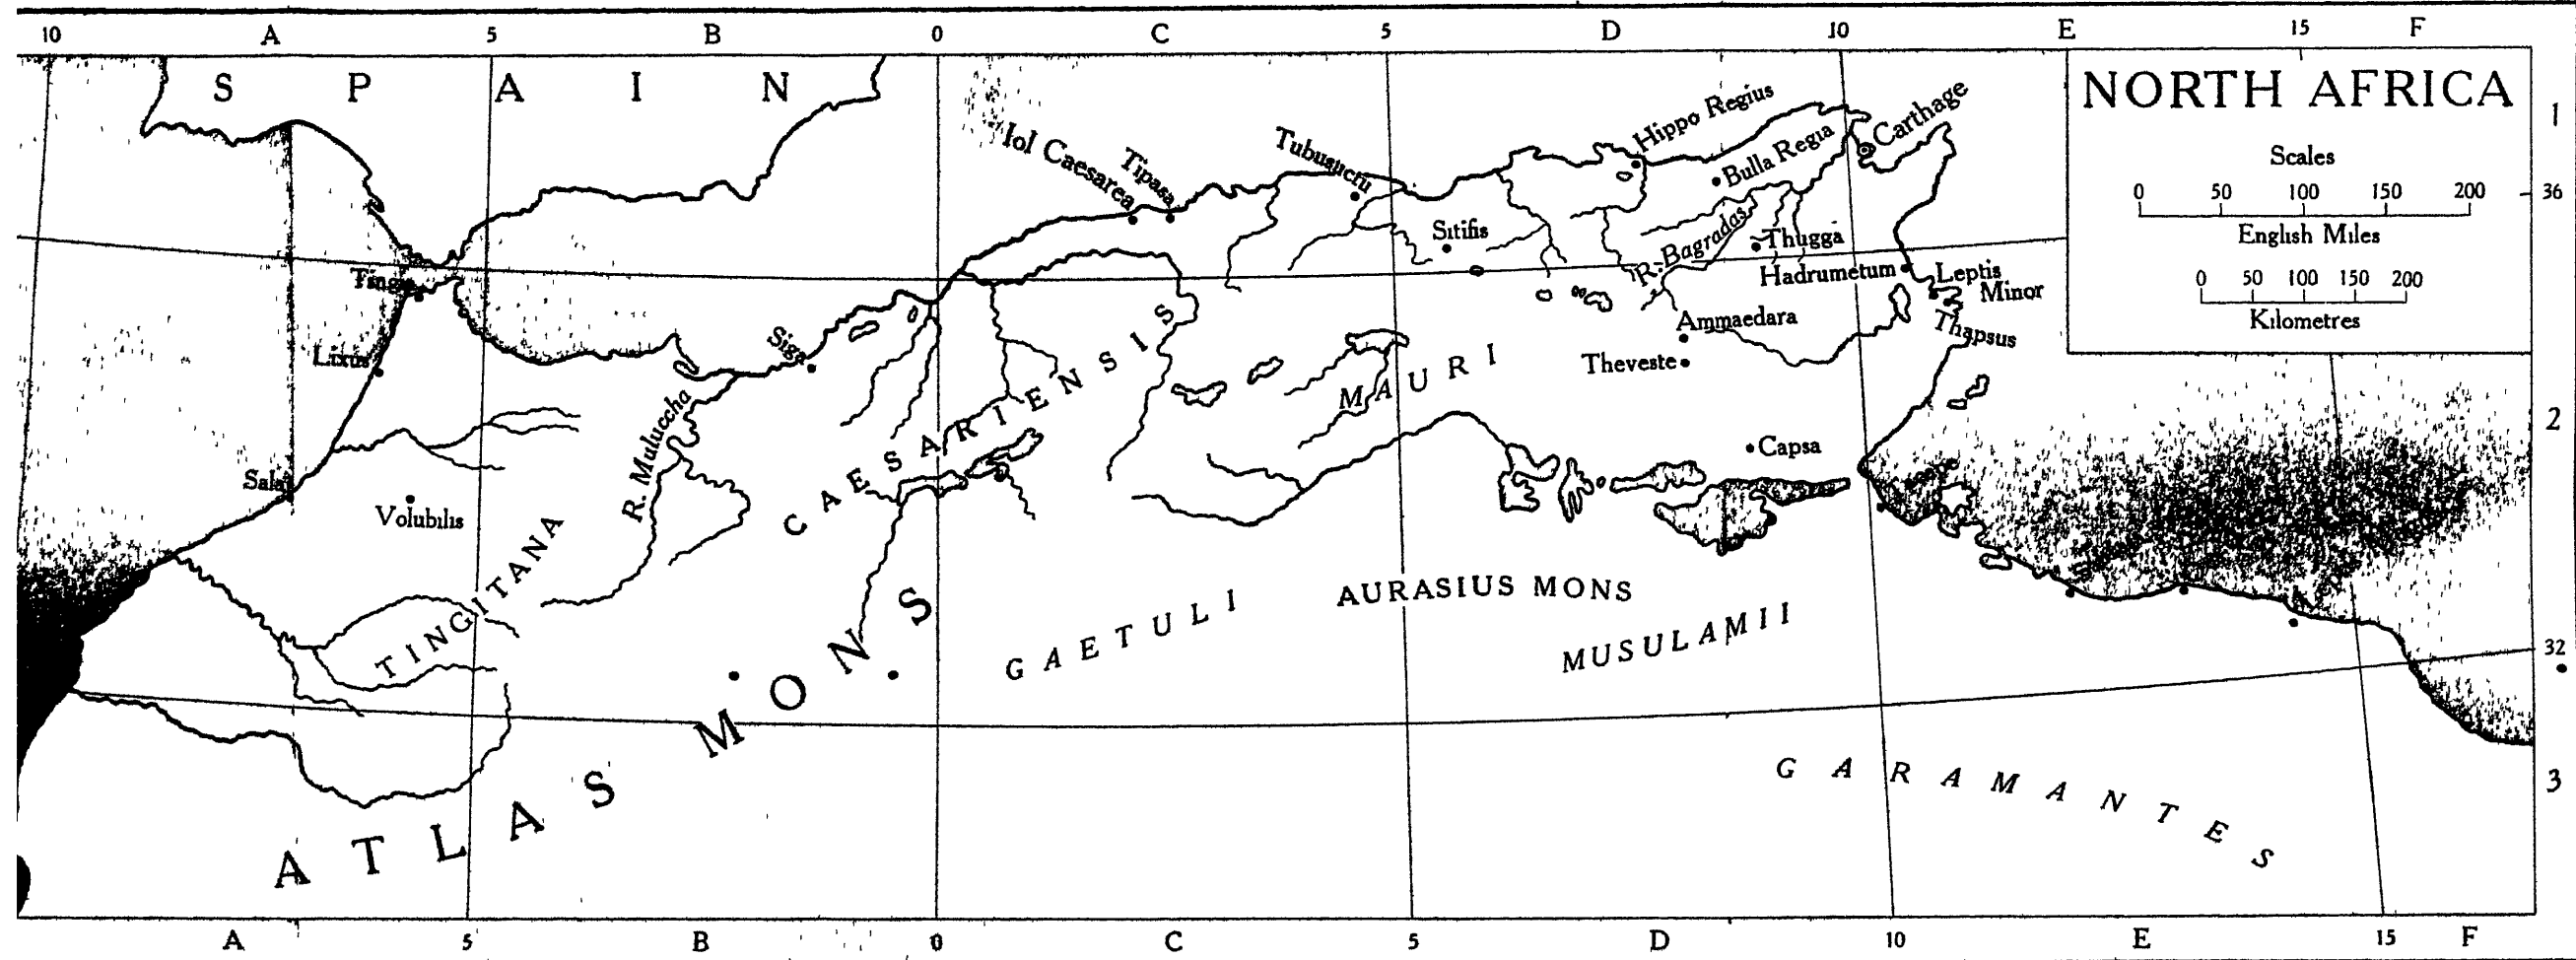 10 A 5 B 0 C 5 D 10 E 15 F
SPAIN
NORTH AFRICA
Scales
0 50 100 150 200
English Miles
0 50 100 150 200
Kilometres
1
36
2
32
3
Iol Caesarea
Tipasa
Tubusuctu
Hippo Regius
Bulla Regia
Carthage
Sitifis
R. Bagradas
Thugga
Hadrumetum
Leptis
Minor
Thapsus
Tingi
Lixus
Siga
Ammaedara
Theveste
MAURI
CAESARIENSIS
R. Muluccha
Capsa
Sala
Volubilis
TINGITANA
AURASIUS MONS
GAETULI
MUSULAMII
ATLAS MONS
GARAMANTES
A 5 B 0 C 5 D 10 E 15 F